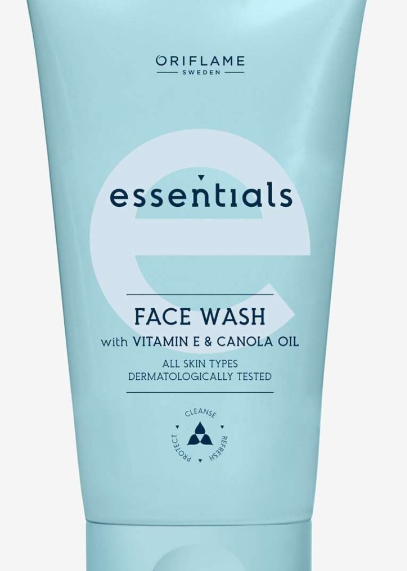 ORIFLAME
SWEDEN
essentials
FACE WASH
with VITAMIN E & CANOLA OIL
ALL SKIN TYPES
DERMATOLOGICALLY TESTED
CLEANSE
REFRESH
PROTECT